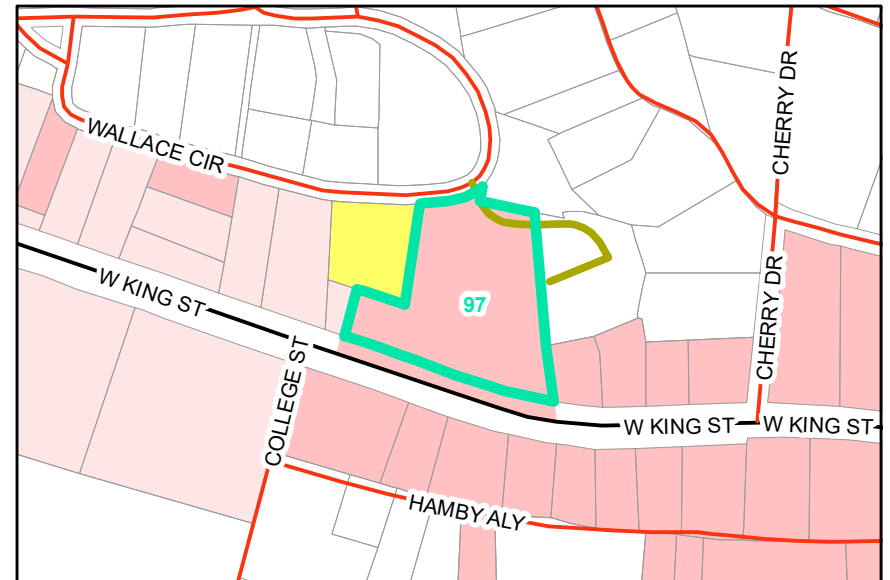 CHERRY DR
WALLACE CIR
W KING ST
97
CHERRY DR
COLLEGE ST
W KING ST
W KING ST
HAMBY ALY